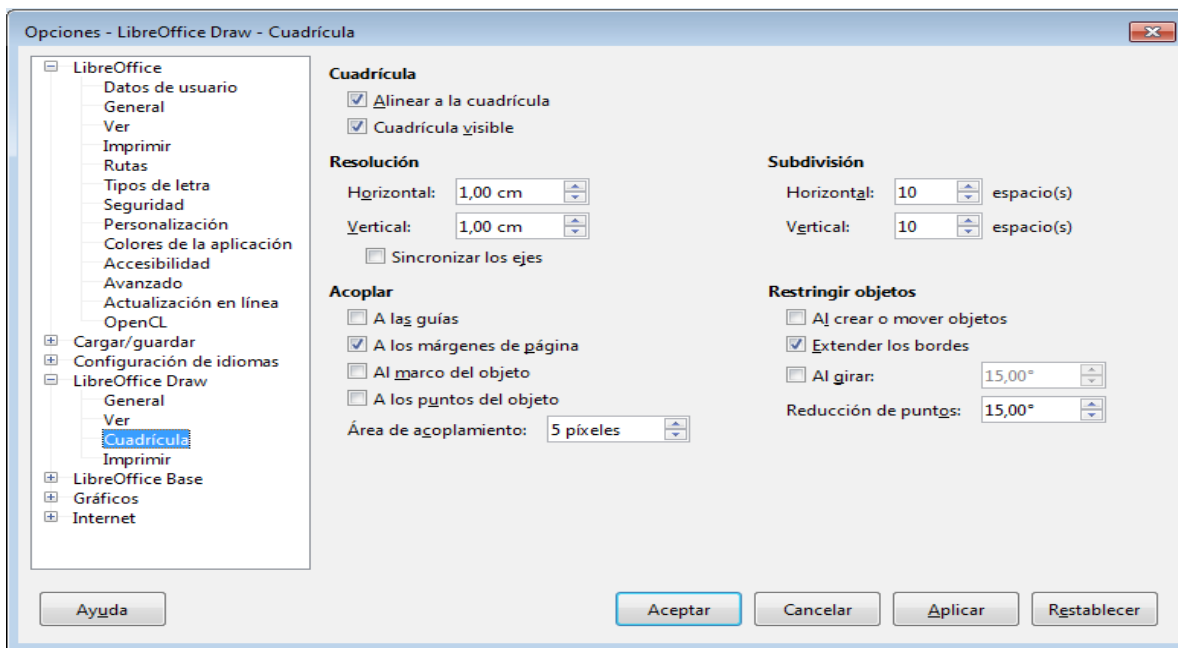 Opciones - LibreOffice Draw - Cuadrícula
LibreOffice
Datos de usuario
General
Ver
Imprimir
Rutas
Tipos de letra
Seguridad
Personalización
Colores de la aplicación
Accesibilidad
Avanzado
Actualización en línea
OpenCL
Cargar/guardar
Configuración de idiomas
LibreOffice Draw
General
Ver
Cuadrícula
Imprimir
LibreOffice Base
Gráficos
Internet
Cuadrícula
Alinear a la cuadrícula
Cuadrícula visible
Resolución
Horizontal: 1,00 cm
Vertical: 1,00 cm
Sincronizar los ejes
Subdivisión
Horizontal: 10 espacio(s)
Vertical: 10 espacio(s)
Acoplar
A las guías
A los márgenes de página
Al marco del objeto
A los puntos del objeto
Área de acoplamiento: 5 píxeles
Restringir objetos
Al crear o mover objetos
Extender los bordes
Al girar: 15,00°
Reducción de puntos: 15,00°
Ayuda
Aceptar
Cancelar
Aplicar
Restablecer